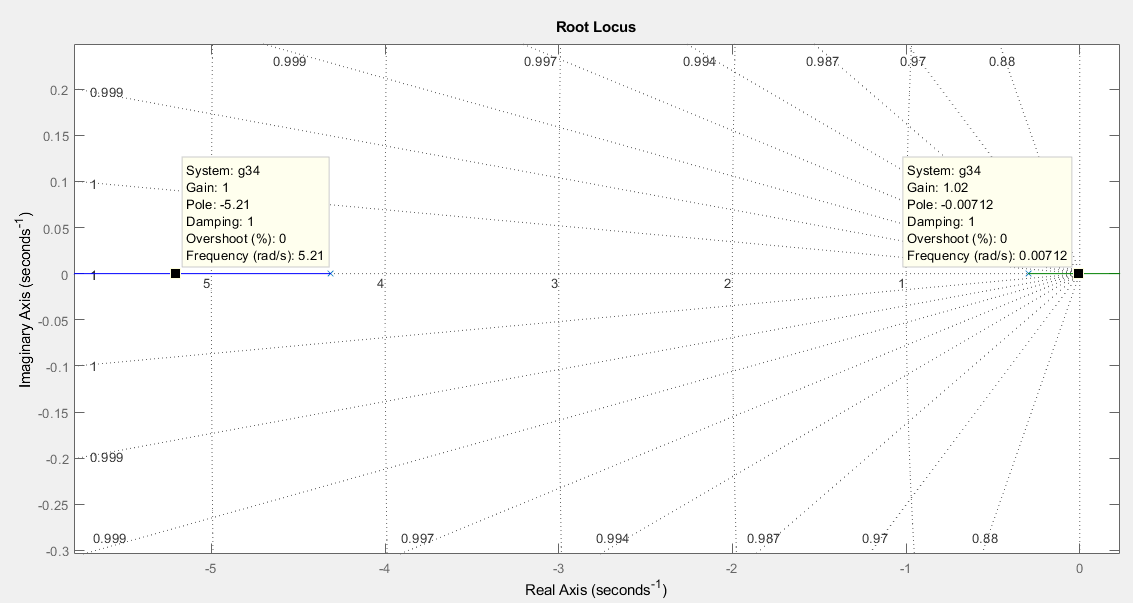 Root Locus
0.999
0.997
0.994
0.987
0.97
0.88
0.2
0.999
0.15
System: g34
Gain: 1
Pole: -5.21
Damping: 1
Overshoot (%): 0
Frequency (rad/s): 5.21
System: g34
Gain: 1.02
Pole: -0.00712
Damping: 1
Overshoot (%): 0
Frequency (rad/s): 0.00712
0.1
1
0.05
0
1
5
4
3
2
1
-0.05
-0.1
1
-0.15
-0.2
0.999
-0.25
0.999
0.997
0.994
0.987
0.97
0.88
-0.3
-5
-4
-3
-2
-1
0
Real Axis (seconds-1)
Imaginary Axis (seconds-1)